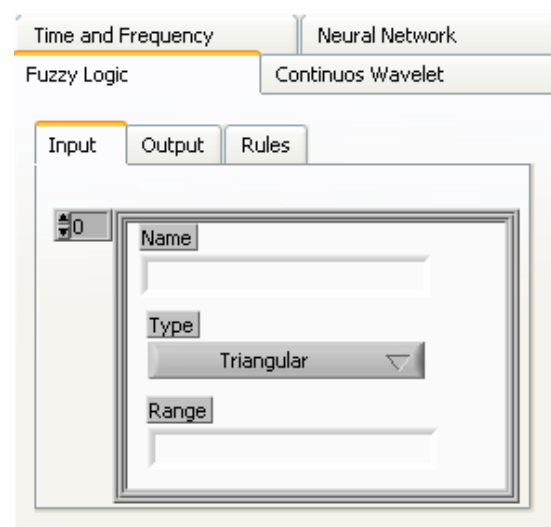 Time and Frequency
Neural Network
Fuzzy Logic
Continuos Wavelet
Input
Output
Rules
0
Name
Type
Triangular
Range